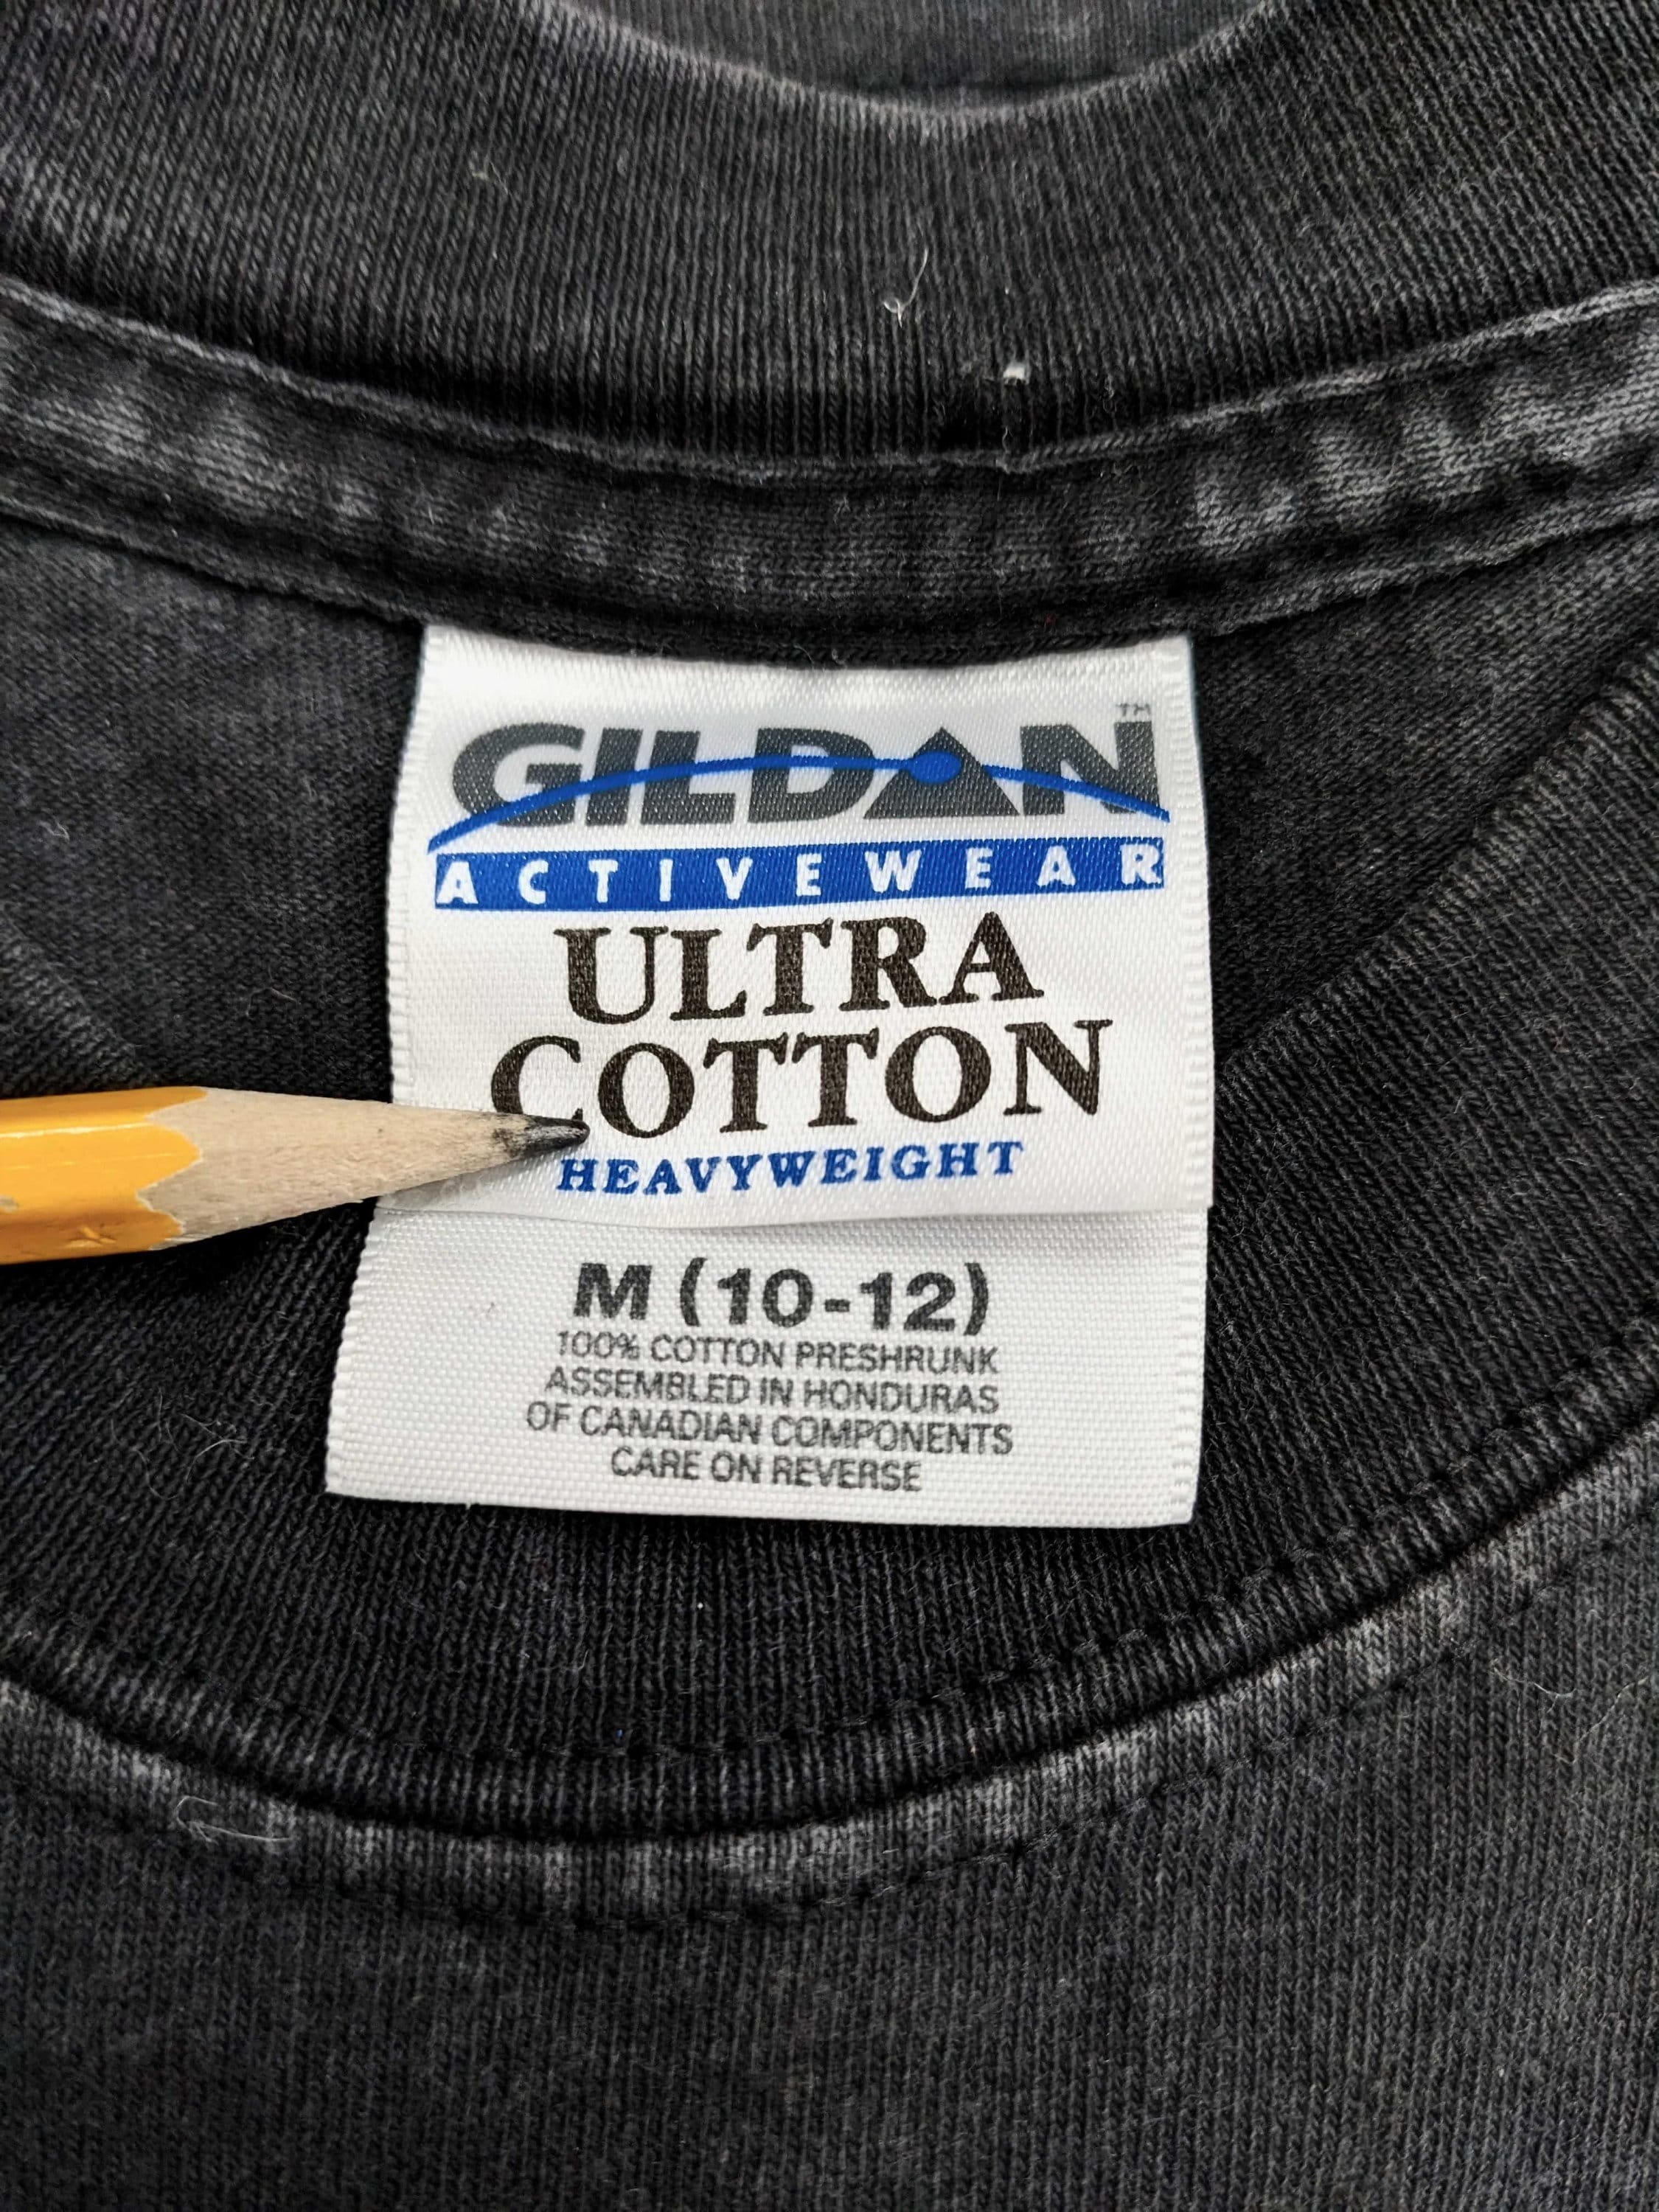 GILDAN™
ACTIVEWEAR
ULTRA
COTTON
HEAVYWEIGHT
M (10-12)
100% COTTON PRESHRUNK
ASSEMBLED IN HONDURAS
OF CANADIAN COMPONENTS
CARE ON REVERSE